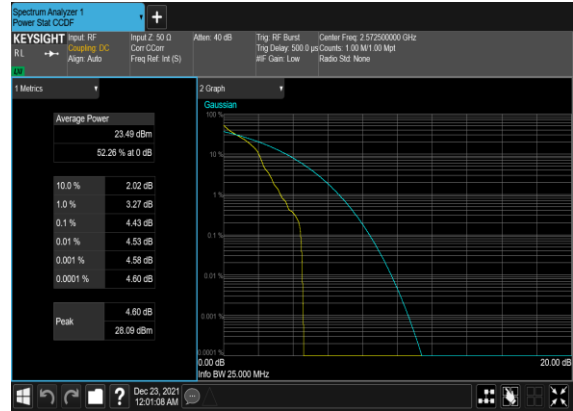 Spectrum Analyzer 1
Power Stat CCDF
KEYSIGHT
RL
LXI
Input: RF
Coupling: DC
Align: Auto
Input Z: 50 Ω
Corr CCorr
Freq Ref: Int (S)
Atten: 40 dB
Trig: RF Burst
Trig Delay: 500.0 µs
#IF Gain: Low
Center Freq: 2.572500000 GHz
Counts: 1.00 M/1.00 Mpt
Radio Std: None
1 Metrics
Average Power
23.49 dBm
52.26 % at 0 dB
10.0 % 2.02 dB
1.0 % 3.27 dB
0.1 % 4.43 dB
0.01 % 4.53 dB
0.001 % 4.58 dB
0.0001 % 4.60 dB
Peak
4.60 dB
28.09 dBm
2 Graph
Gaussian
100 %
10 %
1 %
0.1 %
0.01 %
0.001 %
0.0001 %
0.00 dB
20.00 dB
Info BW 25.000 MHz
?
Dec 23, 2021
12:01:08 AM